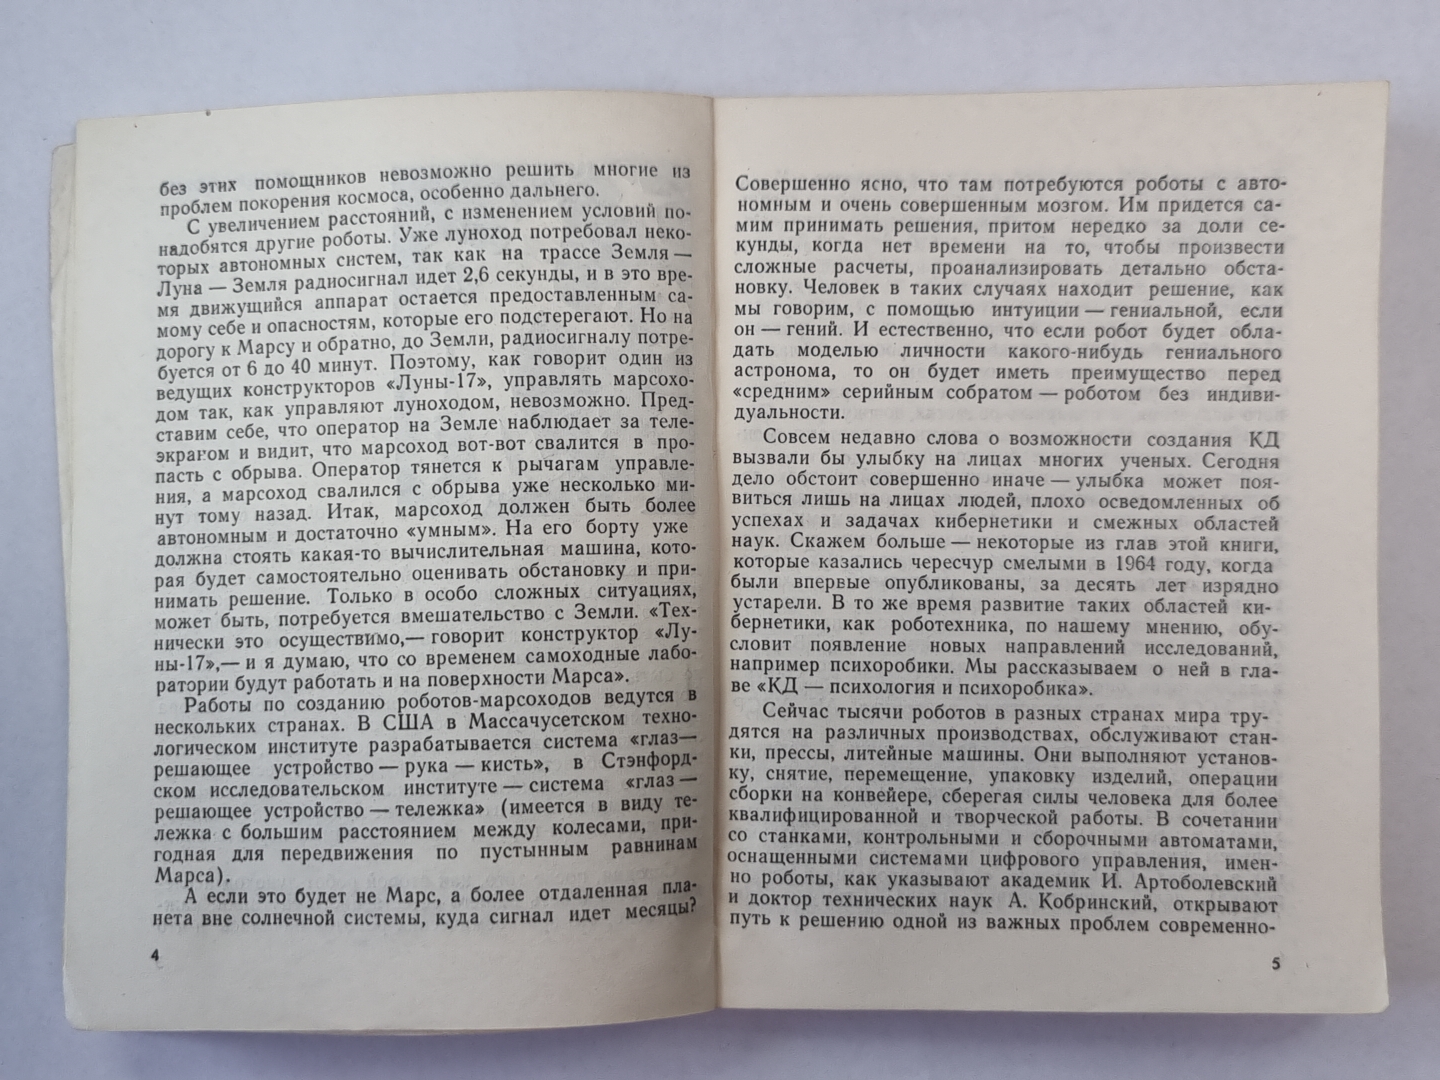 без этих помощников невозможно решить многие из
проблем покорения космоса, особенно дальнего.
С увеличением расстояний, с изменением условий по-
надобятся другие роботы. Уже луноход потребовал неко-
торых автономных систем, так как на трассе Земля —
Луна — Земля радиосигнал идет 2,6 секунды, и в это вре-
мя движущийся аппарат остается предоставленным са-
мому себе и опасностям, которые его подстерегают. Но на
дорогу к Марсу и обратно, до Земли, радиосигналу потре-
буется от 6 до 40 минут. Поэтому, как говорит один из
ведущих конструкторов «Луны-17», управлять марсохо-
дом так, как управляют луноходом, невозможно. Пред-
ставим себе, что оператор на Земле наблюдает за теле-
экраном и видит, что марсоход вот-вот свалится в про-
пасть с обрыва. Оператор тянется к рычагам управле-
ния, а марсоход свалился с обрыва уже несколько ми-
нут тому назад. Итак, марсоход должен быть более
автономным и достаточно «умным». На его борту уже
должна стоять какая-то вычислительная машина, кото-
рая будет самостоятельно оценивать обстановку и при-
нимать решение. Только в особо сложных ситуациях,
может быть, потребуется вмешательство с Земли. «Тех-
нически это осуществимо,— говорит конструктор «Лу-
ны-17»,— и я думаю, что со временем самоходные лабо-
ратории будут работать и на поверхности Марса».
Работы по созданию роботов-марсоходов ведутся в
нескольких странах. В США в Массачусетском техно-
логическом институте разрабатывается система «глаз—
решающее устройство — рука — кисть», в Стэнфорд-
ском исследовательском институте — система «глаз —
решающее устройство — тележка» (имеется в виду те-
лежка с большим расстоянием между колесами, при-
годная для передвижения по пустынным равнинам
Марса).
А если это будет не Марс, а более отдаленная пла-
нета вне солнечной системы, куда сигнал идет месяцы?
4
Совершенно ясно, что там потребуются роботы с авто-
номным и очень совершенным мозгом. Им придется са-
мим принимать решения, притом нередко за доли се-
кунды, когда нет времени на то, чтобы произвести
сложные расчеты, проанализировать детально обста-
новку. Человек в таких случаях находит решение, как
мы говорим, с помощью интуиции — гениальной, если
он — гений. И естественно, что если робот будет обла-
дать моделью личности какого-нибудь гениального
астронома, то он будет иметь преимущество перед
«средним» серийным собратом — роботом без индиви-
дуальности.
Совсем недавно слова о возможности создания КД
вызвали бы улыбку на лицах многих ученых. Сегодня
дело обстоит совершенно иначе — улыбка может поя-
виться лишь на лицах людей, плохо осведомленных об
успехах и задачах кибернетики и смежных областей
наук. Скажем больше — некоторые из глав этой книги,
которые казались чересчур смелыми в 1964 году, когда
были впервые опубликованы, за десять лет изрядно
устарели. В то же время развитие таких областей ки-
бернетики, как роботехника, по нашему мнению, обу-
словит появление новых направлений исследований,
например психоробики. Мы рассказываем о ней в гла-
ве «КД — психология и психоробика».
Сейчас тысячи роботов в разных странах мира тру-
дятся на различных производствах, обслуживают стан-
ки, прессы, литейные машины. Они выполняют установ-
ку, снятие, перемещение, упаковку изделий, операции
сборки на конвейере, сберегая силы человека для более
квалифицированной и творческой работы. В сочетании
со станками, контрольными и сборочными автоматами,
оснащенными системами цифрового управления, имен-
но роботы, как указывают академик И. Артоболевский
и доктор технических наук А. Кобринский, открывают
путь к решению одной из важных проблем современно-
5